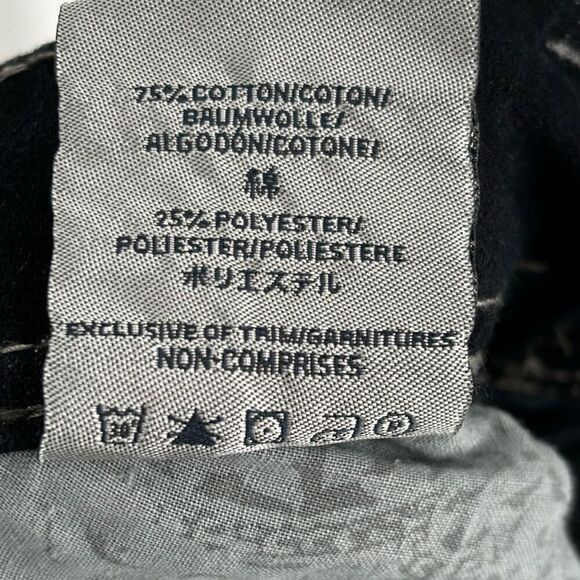 75% COTTON/COTON/
BAUMWOLLE/
ALGODÓN/COTONE/
綿
25% POLYESTER/
POLIESTER/POLIESTERE
ポリエステル
EXCLUSIVE OF TRIM/GARNITURES
NON-COMPRISES
30°